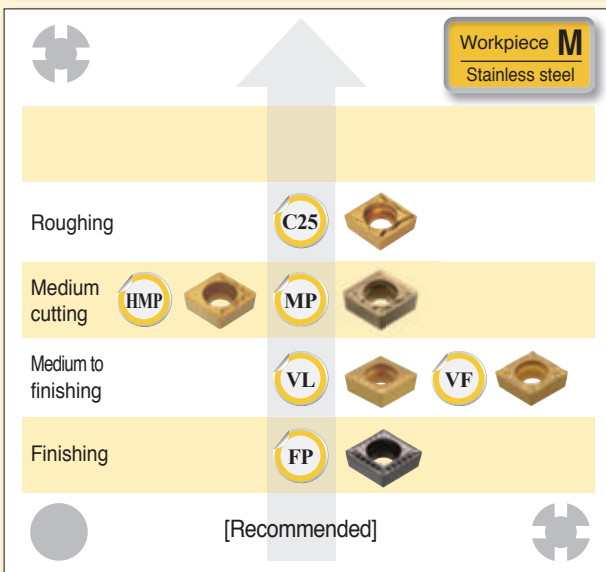 Workpiece M
Stainless steel
Roughing
C25
Medium
cutting
HMP
MP
Medium to
finishing
VL
VF
Finishing
FP
[Recommended]